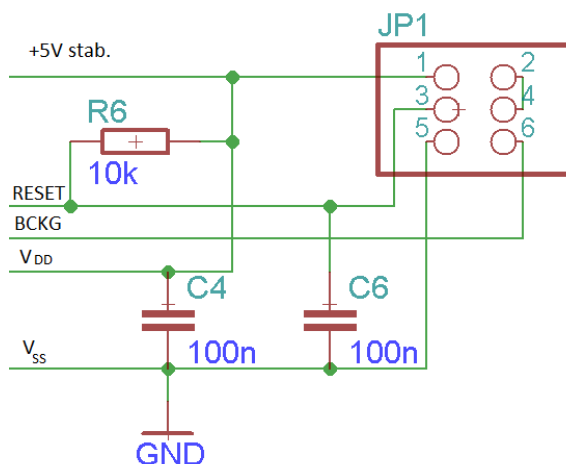 JP1
+5V stab.
1 2
R6
3 4
5 6
10k
RESET
BCKG
VDD
C4 C6
100n 100n
VSS
GND